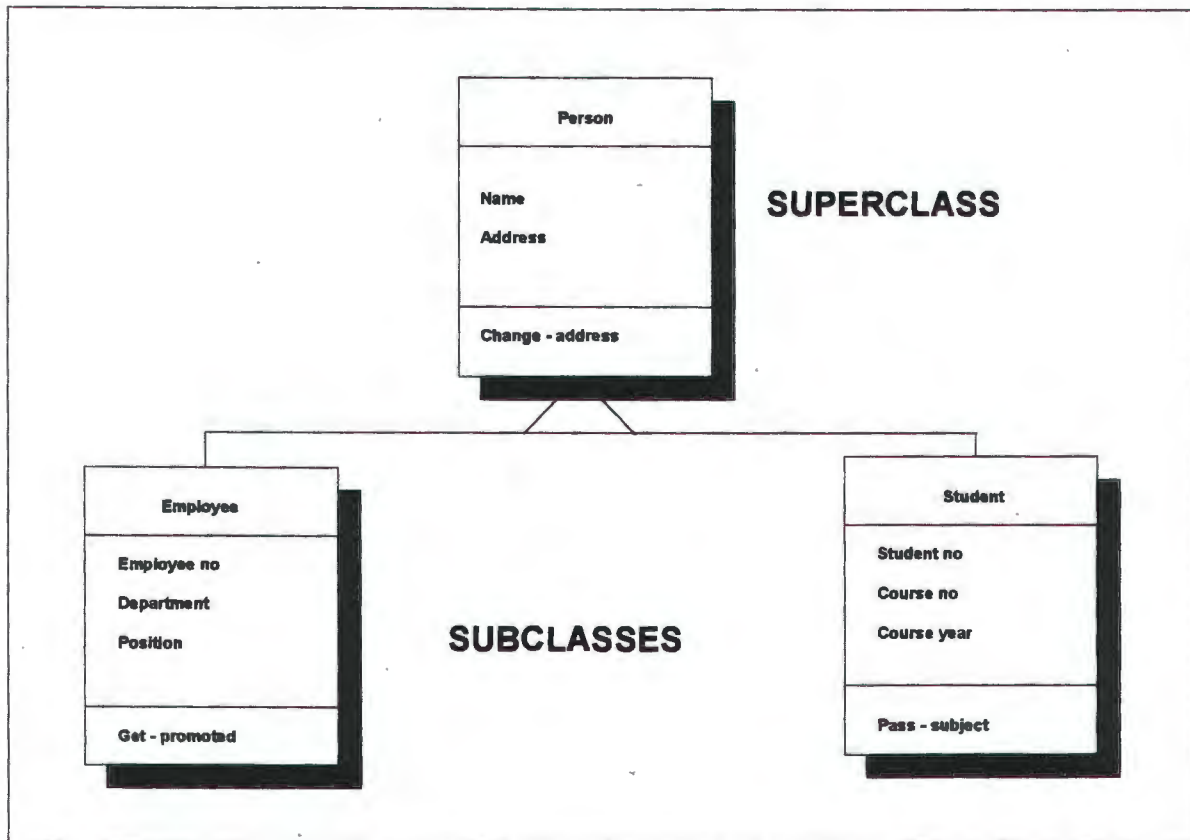 Person
Name
Address
Change - address
SUPERCLASS
Employee
Employee no
Department
Position
Get - promoted
SUBCLASSES
Student
Student no
Course no
Course year
Pass - subject